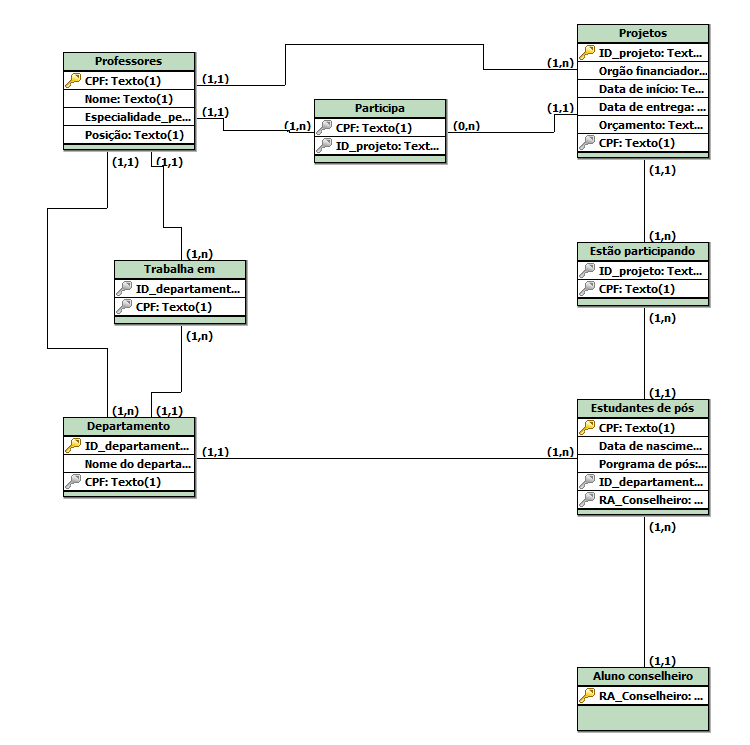 Professores
CPF: Texto(1)
Nome: Texto(1)
Especialidade_pe...
Posição: Texto(1)
(1,1)
(1,1)
(1,1)
(1,1)
Participa
CPF: Texto(1)
ID_projeto: Text...
(1,n)
(0,n)
Projetos
ID_projeto: Text...
Orgão financiador...
Data de início: Te...
Data de entrega: ...
Orçamento: Text...
CPF: Texto(1)
(1,n)
(1,1)
(1,1)
(1,n)
Estão participando
ID_projeto: Text...
CPF: Texto(1)
(1,n)
(1,n)
Trabalha em
ID_departament...
CPF: Texto(1)
(1,n)
(1,n)
(1,1)
Departamento
ID_departament...
Nome do departa...
CPF: Texto(1)
(1,1)
(1,n)
(1,1)
Estudantes de pós
CPF: Texto(1)
Data de nascime...
Porgrama de pós:...
ID_departament...
RA_Conselheiro: ...
(1,n)
(1,1)
Aluno conselheiro
RA_Conselheiro: ...